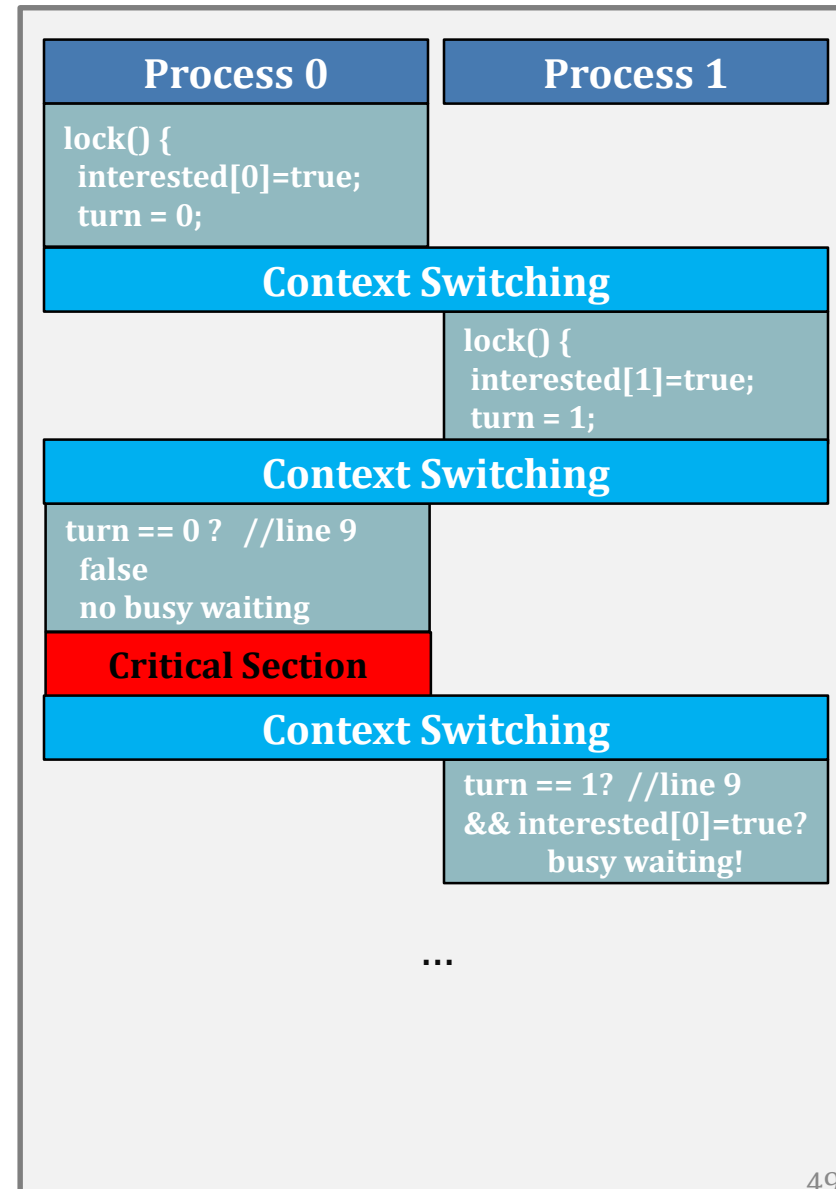 Process 0
Process 1
lock() {
interested[0]=true;
turn = 0;
Context Switching
lock() {
interested[1]=true;
turn = 1;
Context Switching
turn == 0 ?   //line 9
false
no busy waiting
Critical Section
Context Switching
turn == 1?  //line 9
&& interested[0]=true?
busy waiting!
...
49